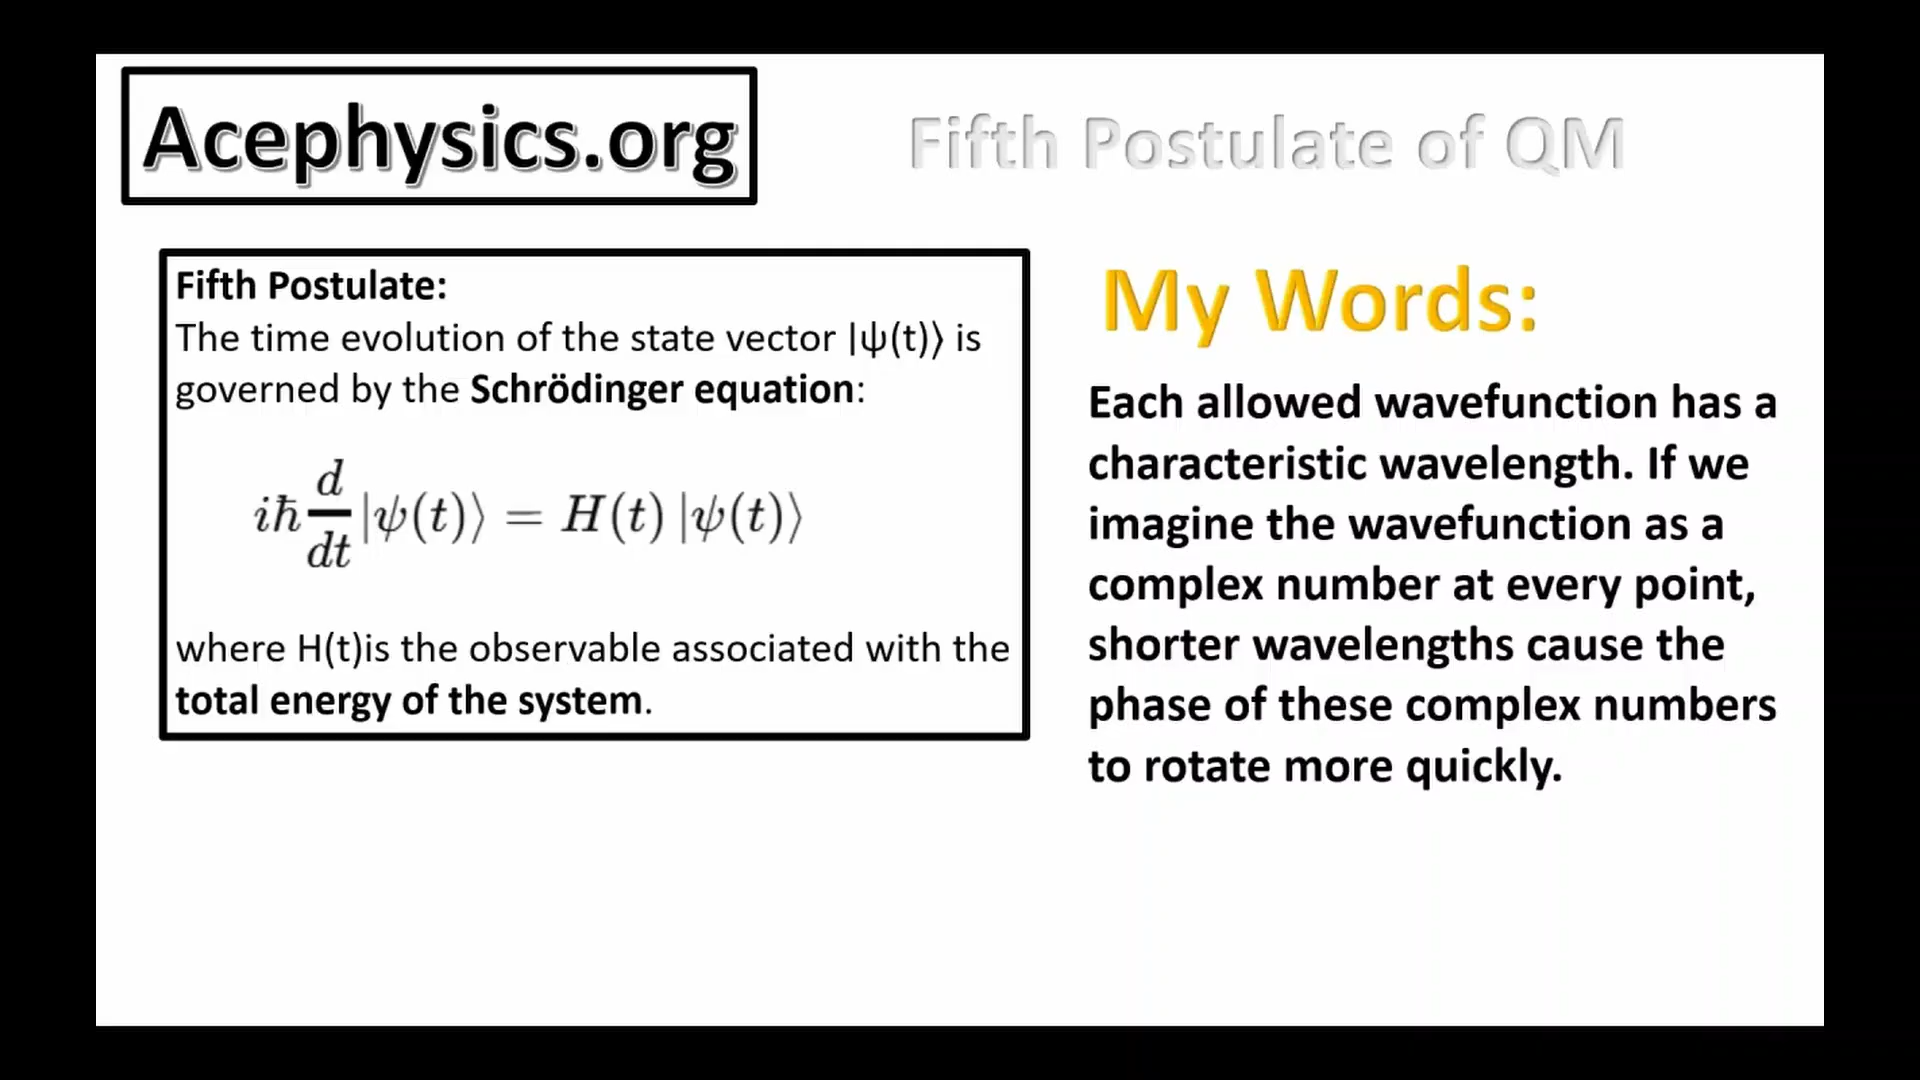 Acephysics.org
Fifth Postulate of QM
Fifth Postulate:
The time evolution of the state vector |ψ(t)⟩ is
governed by the Schrödinger equation:
iħ d/dt |ψ(t)⟩ = H(t) |ψ(t)⟩
where H(t)is the observable associated with the
total energy of the system.
My Words:
Each allowed wavefunction has a
characteristic wavelength. If we
imagine the wavefunction as a
complex number at every point,
shorter wavelengths cause the
phase of these complex numbers
to rotate more quickly.